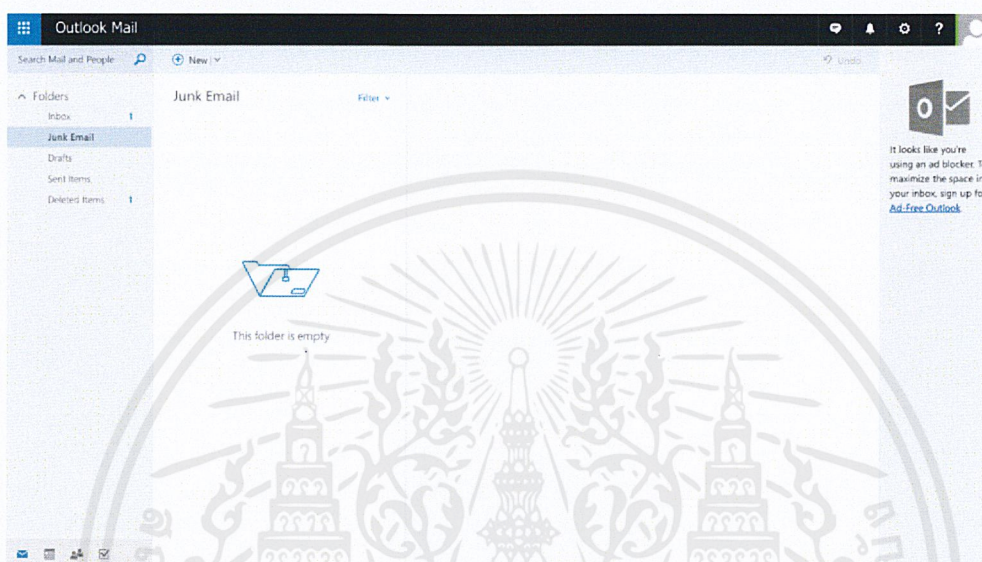 Outlook Mail
?
Search Mail and People
New
Undo
Folders
Inbox 1
Junk Email
Drafts
Sent Items
Deleted Items 1
Junk Email
Filter
This folder is empty
It looks like you're
using an ad blocker. T
maximize the space in
your inbox, sign up fo
Ad-Free Outlook